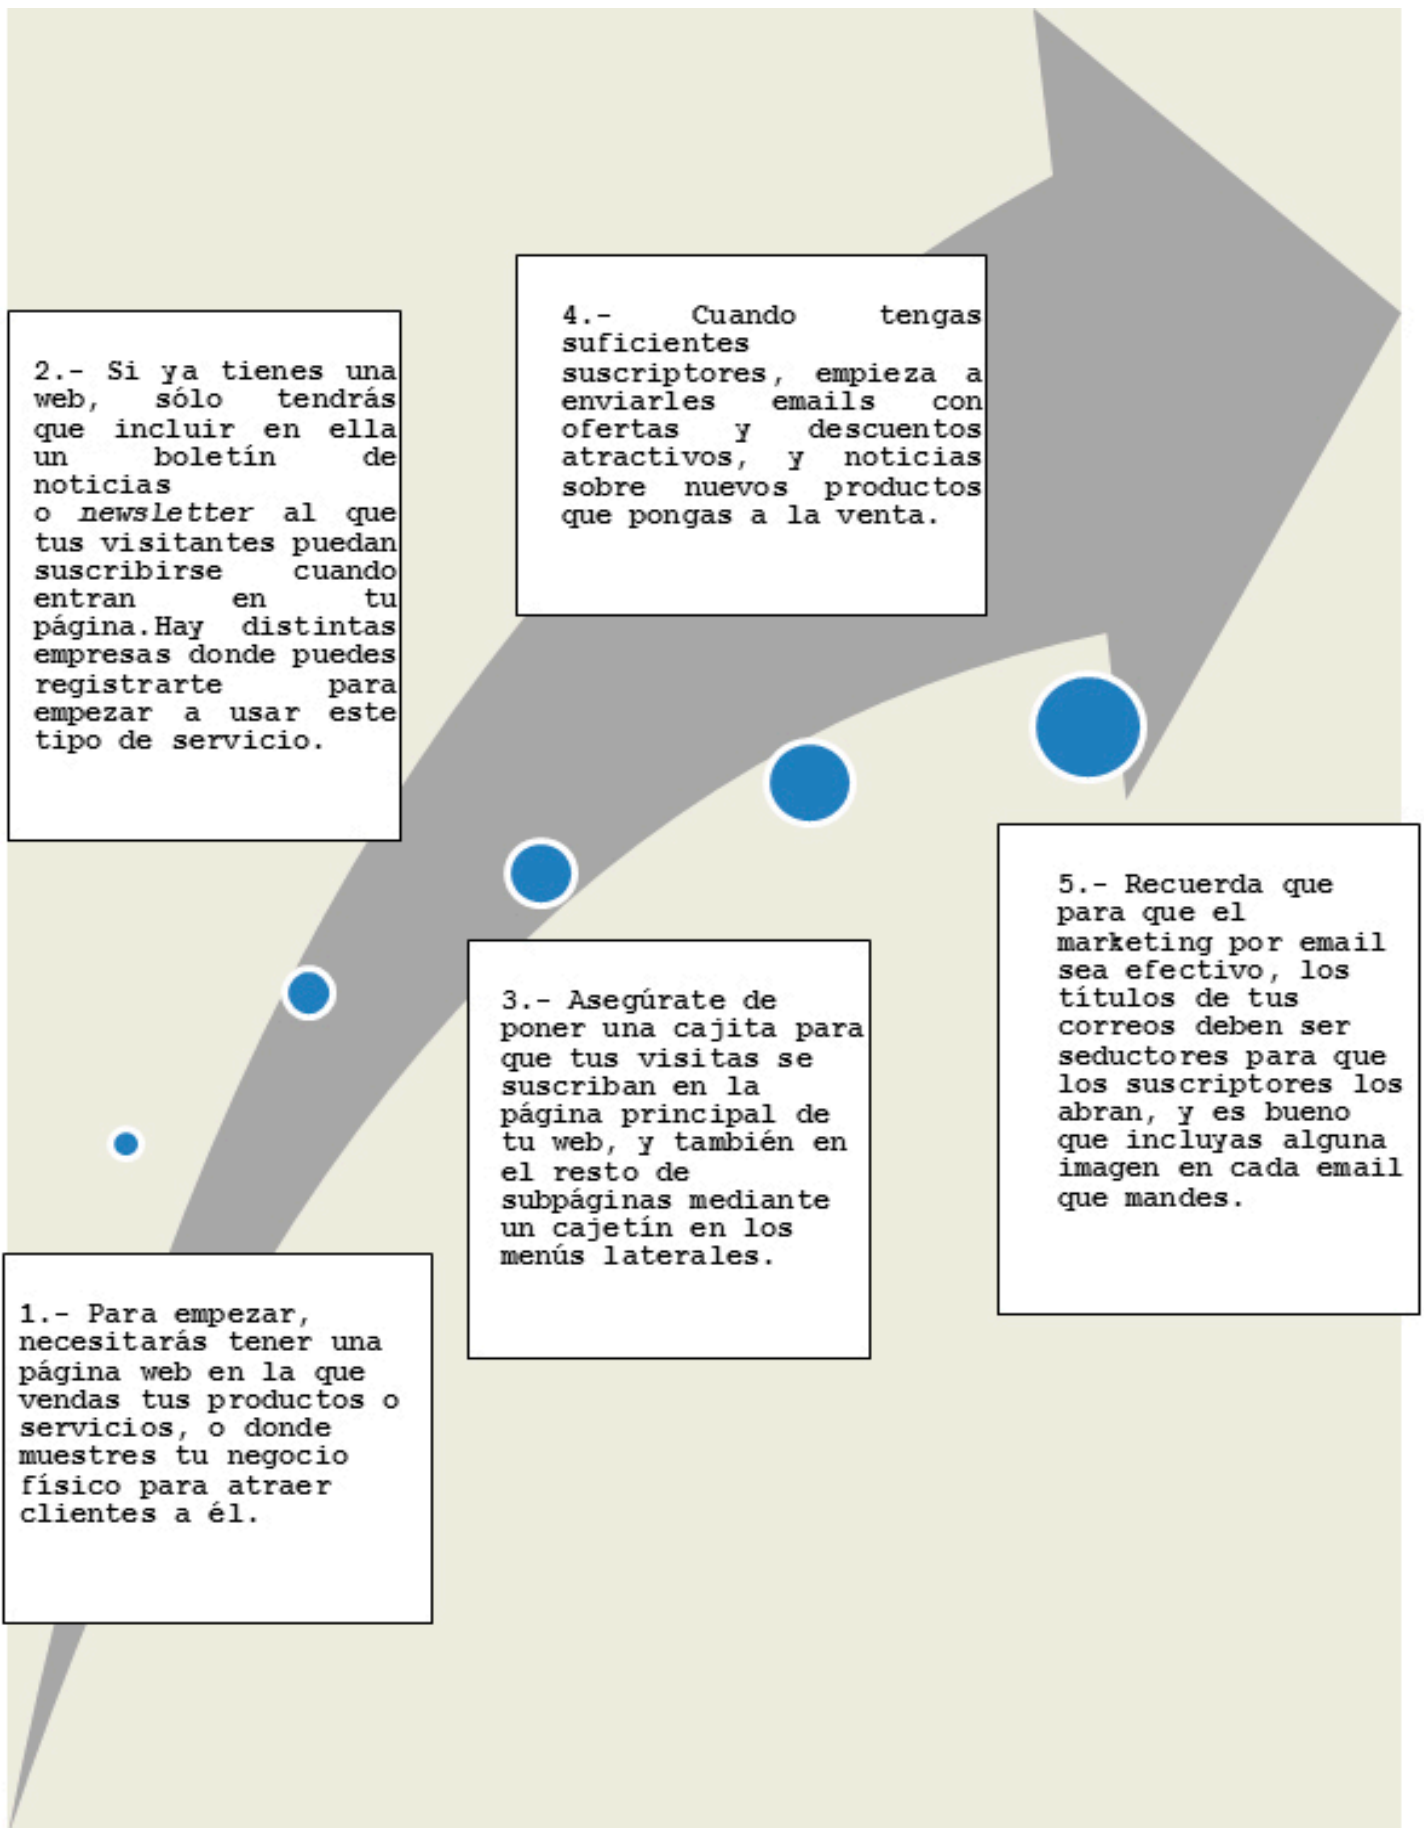 1.- Para empezar,
necesitarás tener una
página web en la que
vendas tus productos o
servicios, o donde
muestres tu negocio
físico para atraer
clientes a él.
2.- Si ya tienes una
web, sólo tendrás
que incluir en ella
un boletín de
noticias
o newsletter al que
tus visitantes puedan
suscribirse cuando
entran en tu
página.Hay distintas
empresas donde puedes
registrarte para
empezar a usar este
tipo de servicio.
3.- Asegúrate de
poner una cajita para
que tus visitas se
suscriban en la
página principal de
tu web, y también en
el resto de
subpáginas mediante
un cajetín en los
menús laterales.
4.- Cuando tengas
suficientes
suscriptores, empieza a
enviarles emails con
ofertas y descuentos
atractivos, y noticias
sobre nuevos productos
que pongas a la venta.
5.- Recuerda que
para que el
marketing por email
sea efectivo, los
títulos de tus
correos deben ser
seductores para que
los suscriptores los
abran, y es bueno
que incluyas alguna
imagen en cada email
que mandes.